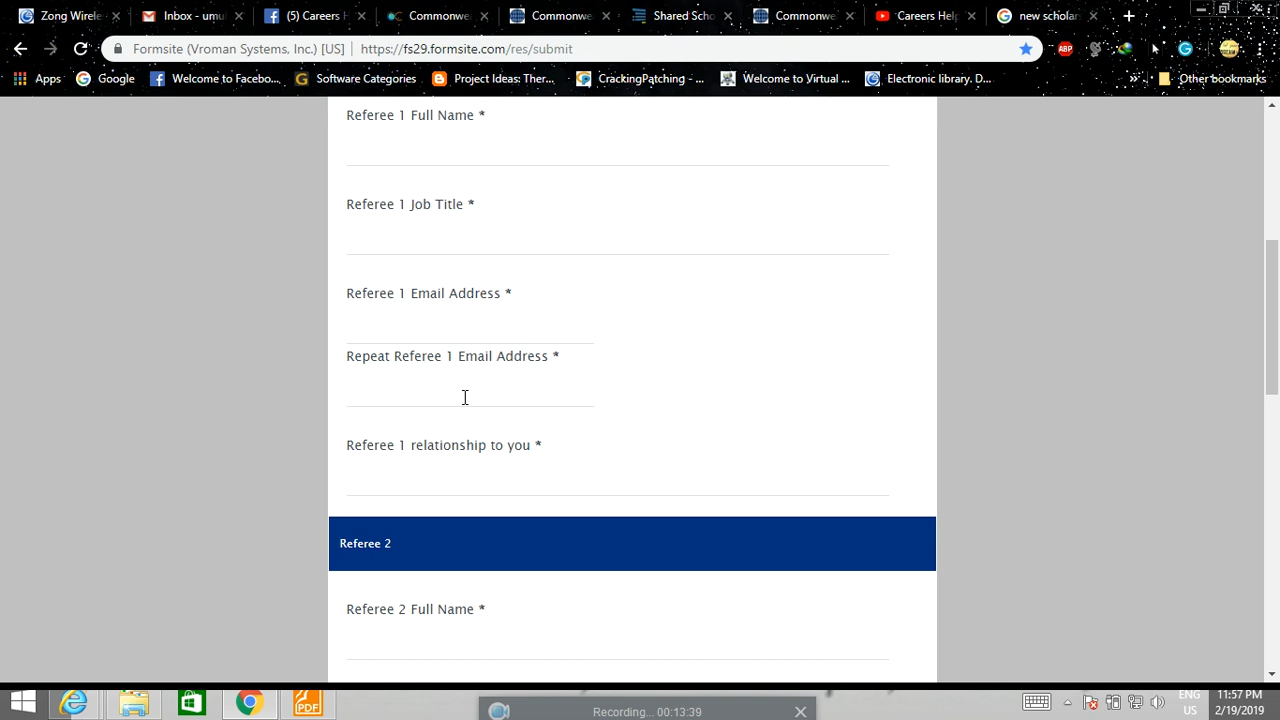 Zong Wirele
Inbox - umu
(5) Careers H
Commonwe
Commonwe
Shared Scho
Commonwe
Careers Help
new scholar
Formsite (Vroman Systems, Inc.) [US] | https://fs29.formsite.com/res/submit
ABP
Apps
Google
Welcome to Facebo...
Software Categories
Project Ideas: Ther...
CrackingPatching - ...
Welcome to Virtual ...
Electronic library. D...
»
Other bookmarks
Referee 1 Full Name *
Referee 1 Job Title *
Referee 1 Email Address *
Repeat Referee 1 Email Address *
Referee 1 relationship to you *
Referee 2
Referee 2 Full Name *
PDF
Recording... 00:13:39
ENG
US
11:57 PM
2/19/2019